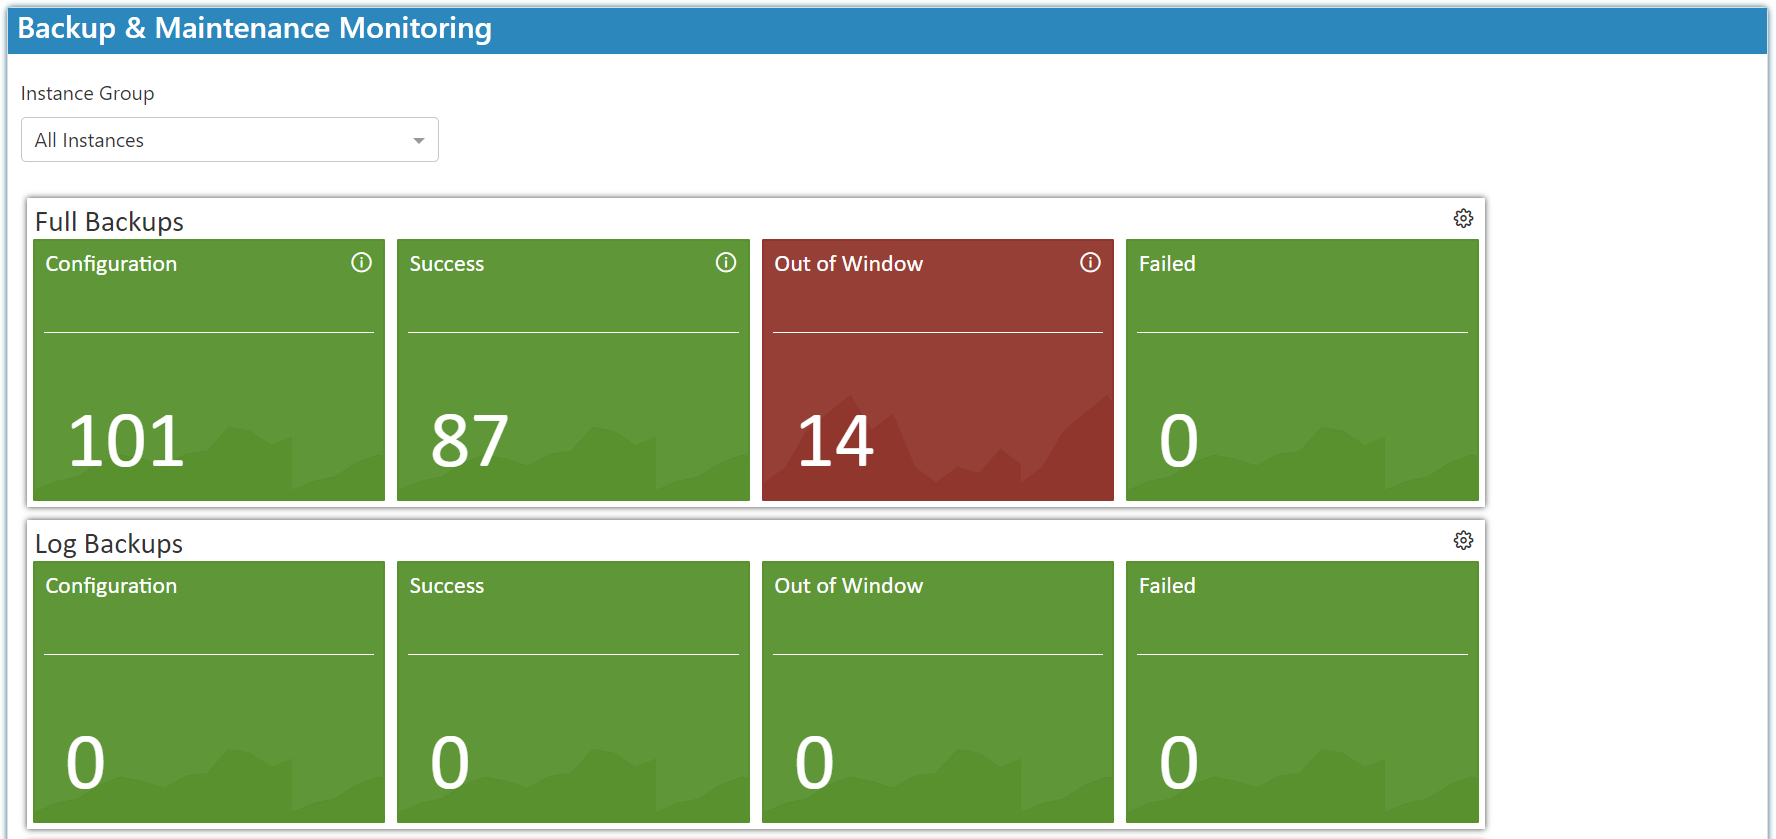 Backup & Maintenance Monitoring
Instance Group
All Instances
Full Backups
Configuration
Success
Out of Window
Failed
101
87
14
0
Log Backups
Configuration
Success
Out of Window
Failed
0
0
0
0